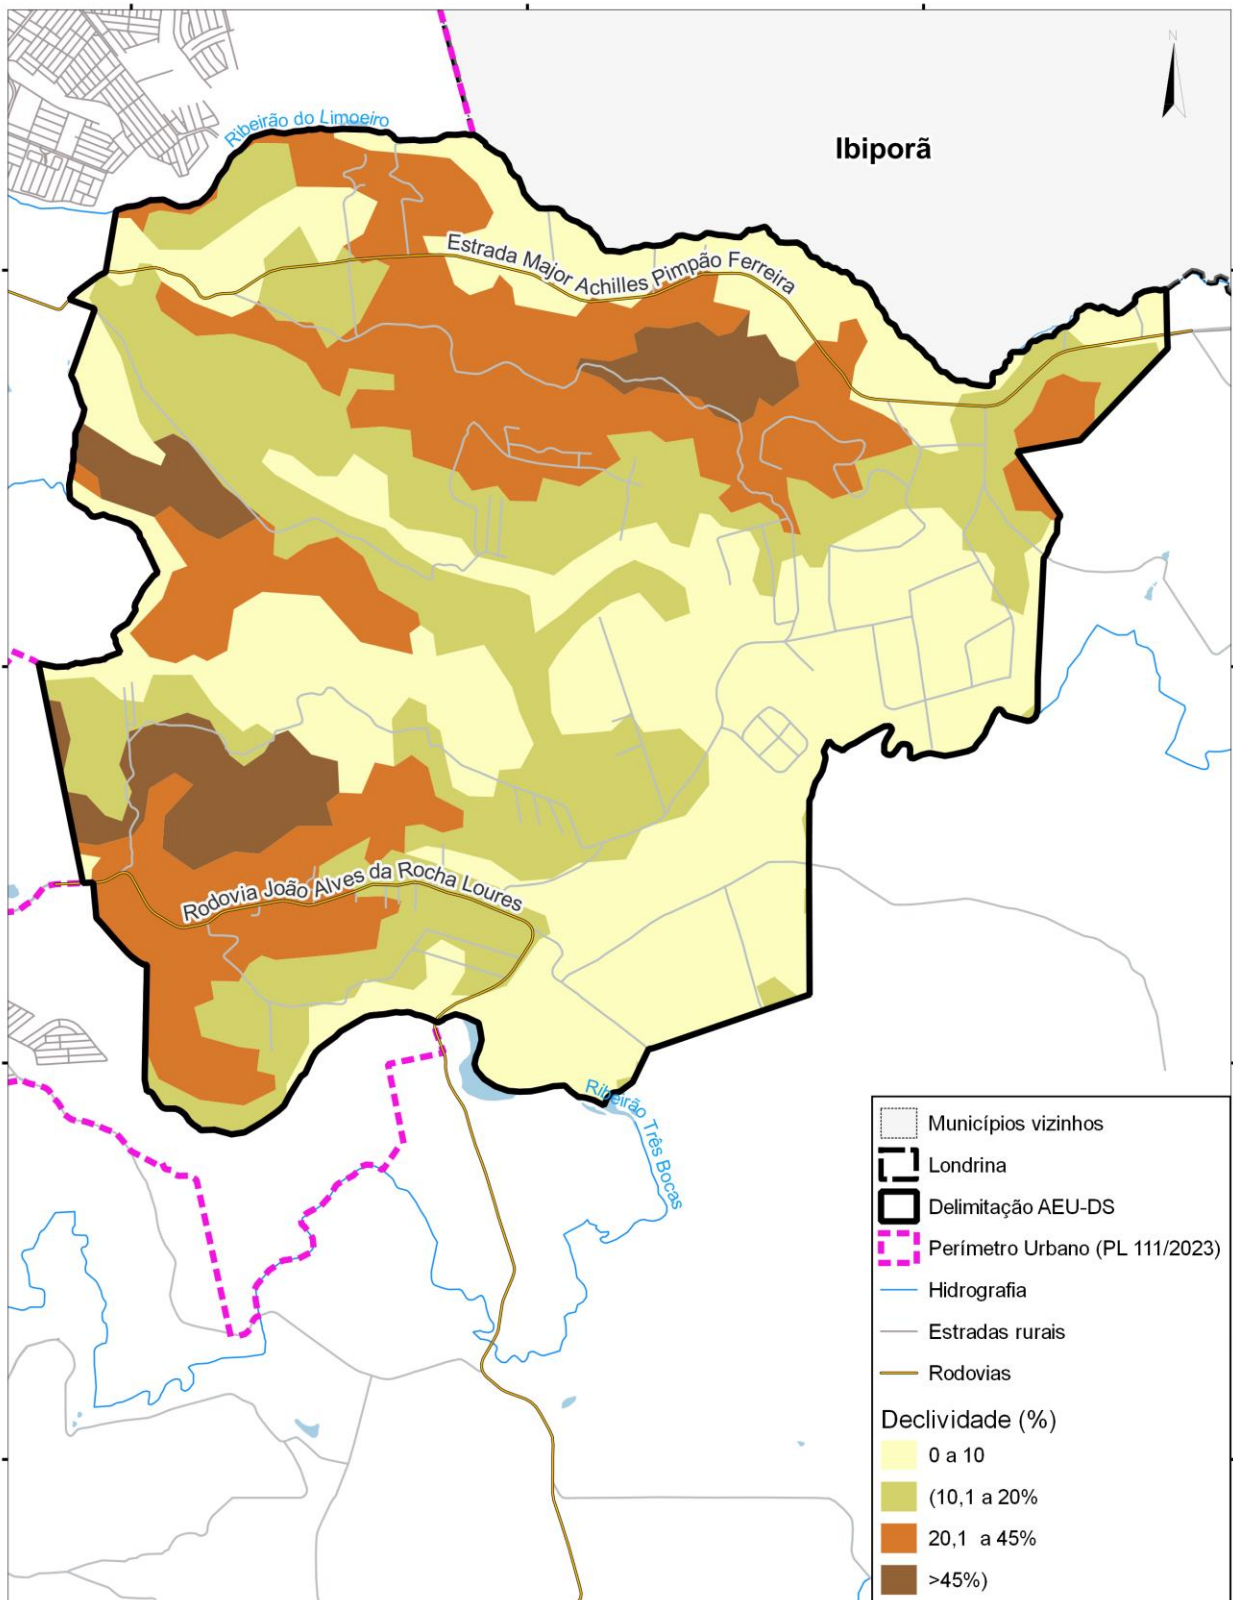 N
Ribeirão do Limoeiro
Ibiporã
Estrada Major Achilles Pimpão Ferreira
Rodovia João Alves da Rocha Loures
Ribeirão Três Bocas
Municípios vizinhos
Londrina
Delimitação AEU-DS
Perímetro Urbano (PL 111/2023)
Hidrografia
Estradas rurais
Rodovias
Declividade (%)
0 a 10
(10,1 a 20%
20,1 a 45%
>45%)